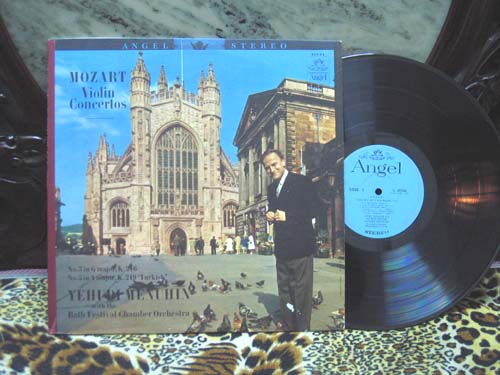 ANGEL STEREO
MOZART
Violin
Concertos
Angel
No. 3 in G major, K. 216
No. 5 in A major, K. 219 "Turkish"
YEHUDI MENUHIN
with the
Bath Festival Chamber Orchestra
Angel
STEREO